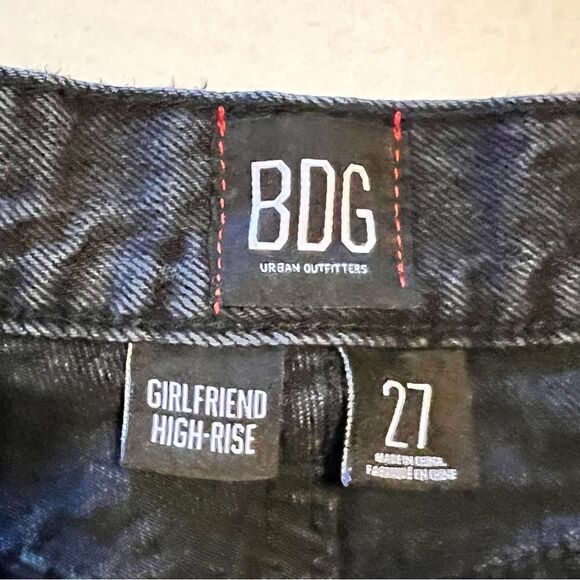 BDG
URBAN OUTFITTERS
GIRLFRIEND
HIGH-RISE
27
MADE IN CHINA
FABRIQUÉ EN CHINE